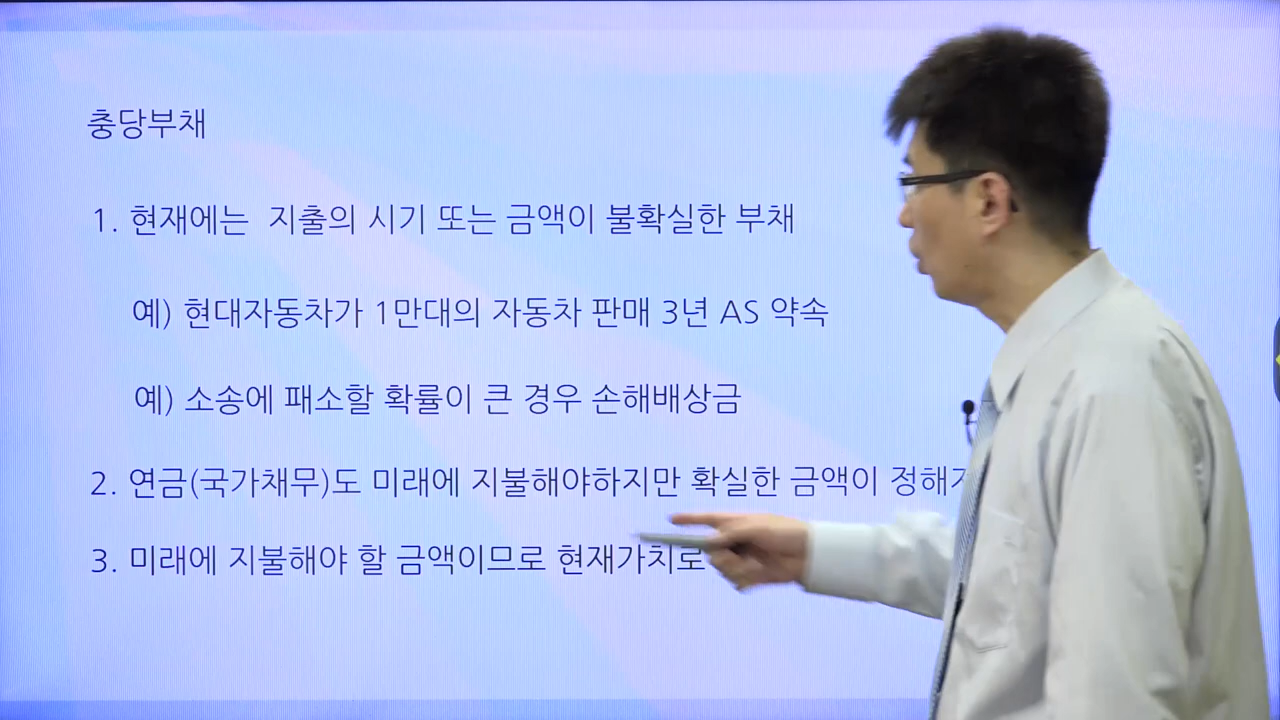 충당부채
1. 현재에는 지출의 시기 또는 금액이 불확실한 부채
예) 현대자동차가 1만대의 자동차 판매 3년 AS 약속
예) 소송에 패소할 확률이 큰 경우 손해배상금
2. 연금(국가채무)도 미래에 지불해야하지만 확실한 금액이
3. 미래에 지불해야 할 금액이므로 현재가치로